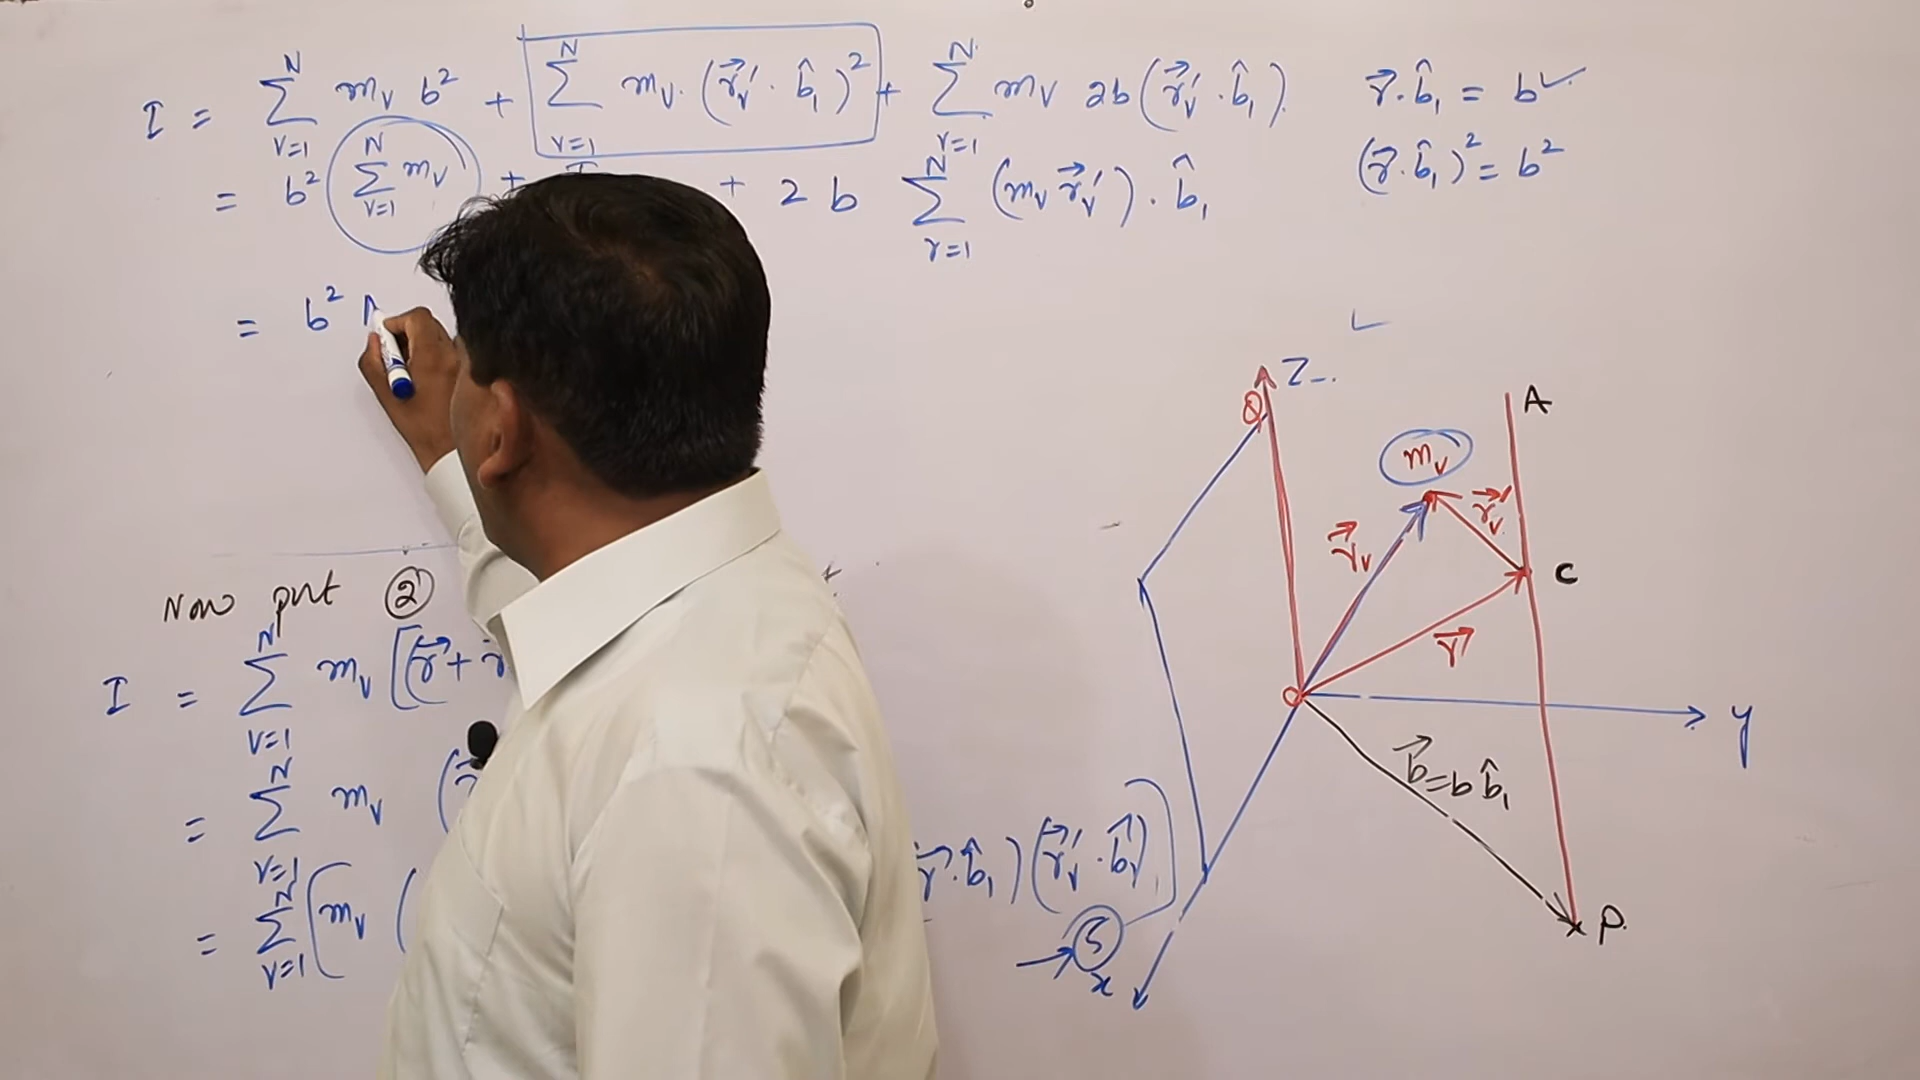 I = Σ_{ν=1}^{N} m_ν b² + Σ_{ν=1}^{N} m_ν. (r⃗_ν' · b̂₁)² + Σ_{ν=1}^{N} m_ν 2b (r⃗_ν' · b̂₁).
= b² Σ_{ν=1}^{N} m_ν + + 2 b Σ_{r=1}^{N} (m_ν r⃗_ν') · b̂₁
= b²
r⃗ · b̂₁ = b ✓
(r⃗ · b̂₁)² = b²
Now put ②
I = Σ_{ν=1}^{N} m_ν [(r⃗ +
= Σ_{ν=1}^{N} m_ν (
= Σ_{ν=1}^{N} (m_ν ( r⃗ · b̂₁)(r⃗_ν' ·
→ ⑤
Z
Q
A
m_ν
r⃗_ν'
r⃗_ν
C
r⃗
O
y
b⃗ = b b̂₁
P.
x